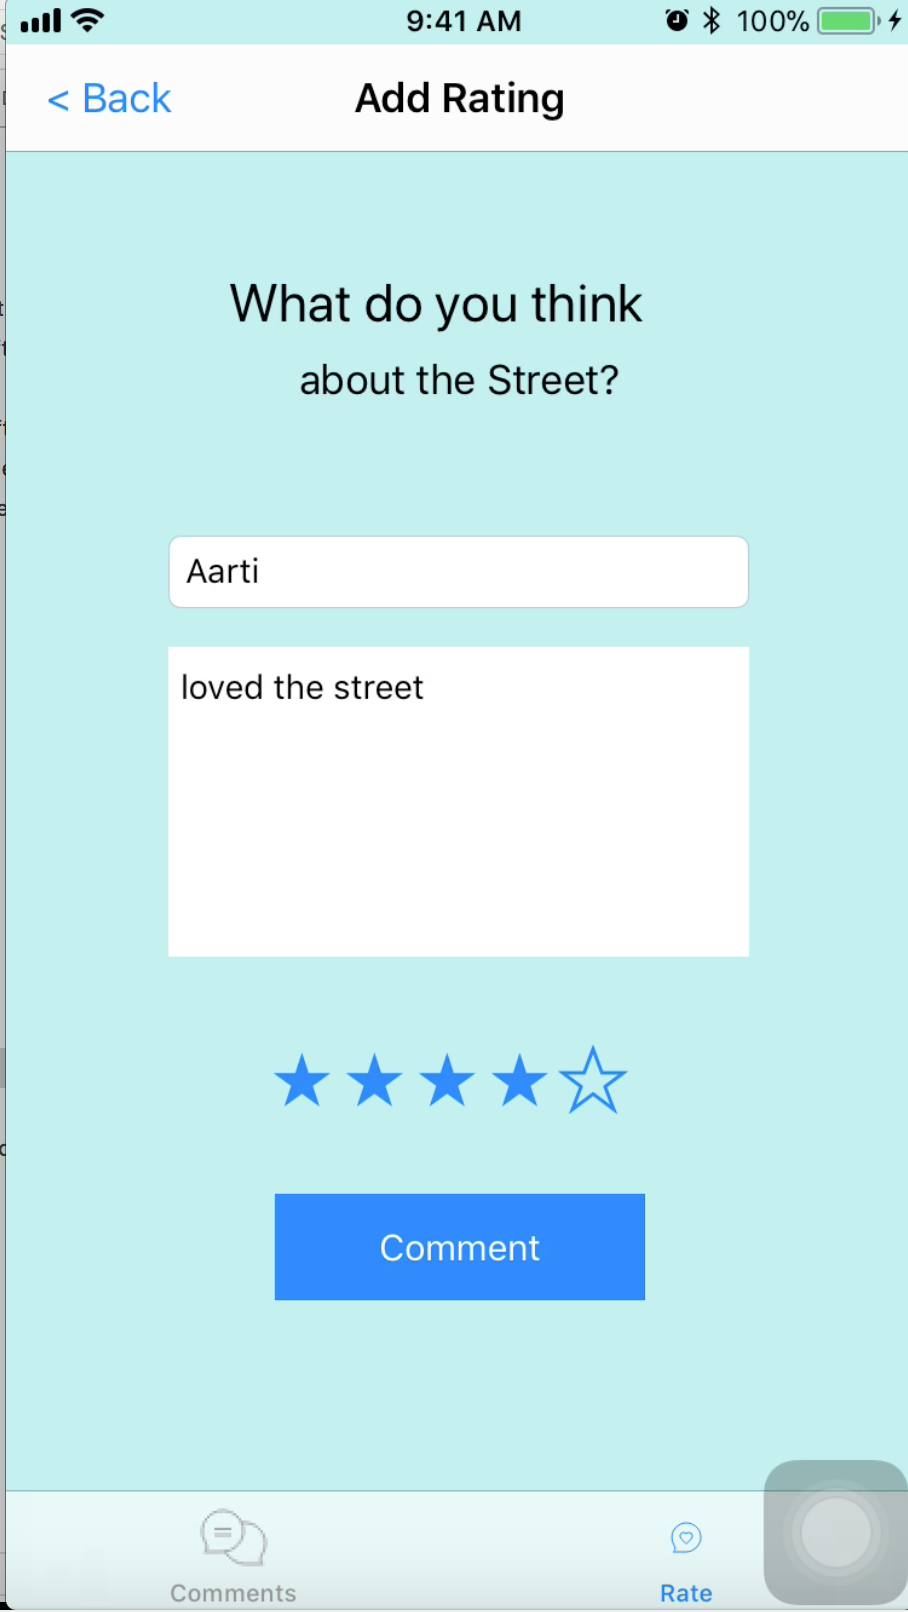 9:41 AM 100%
< Back Add Rating
What do you think
about the Street?
Aarti
loved the street
Comment
Comments Rate